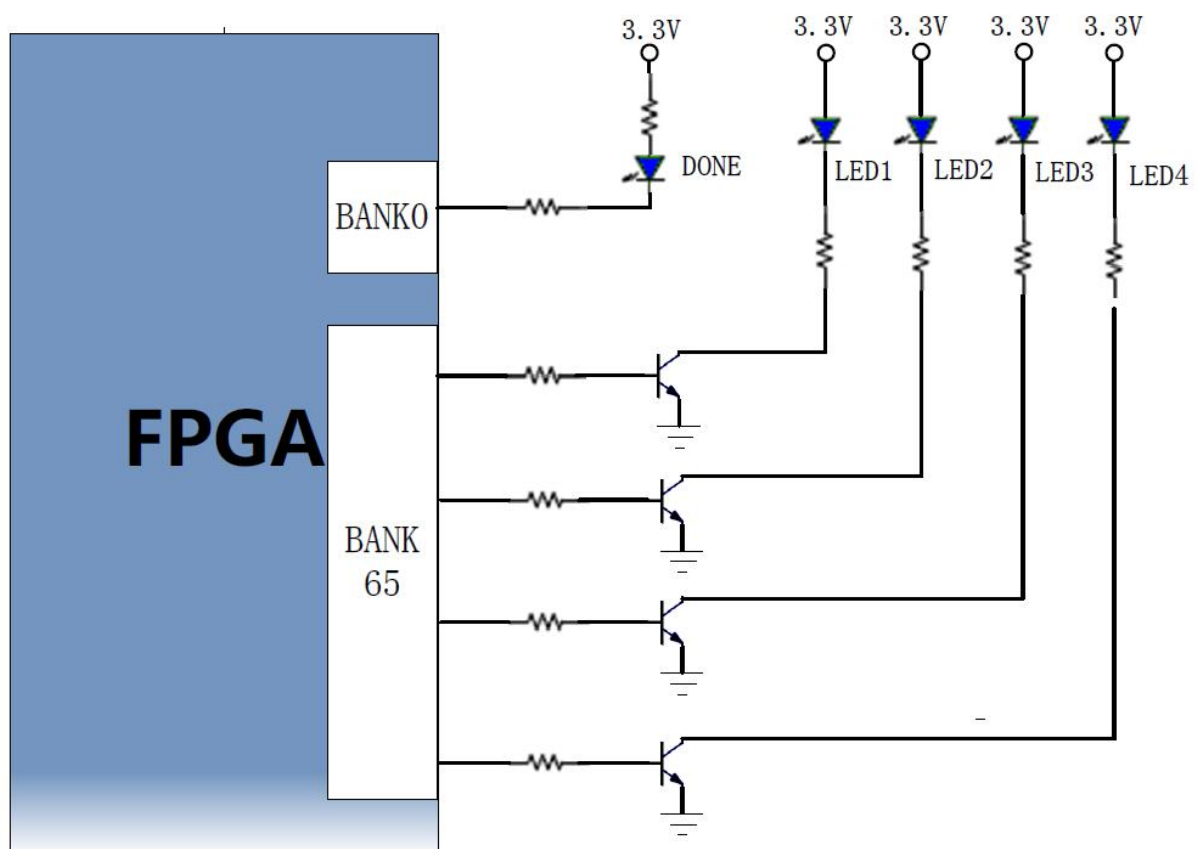 3.3V
3.3V
3.3V
3.3V
3.3V
DONE
LED1
LED2
LED3
LED4
BANK0
FPGA
BANK
65